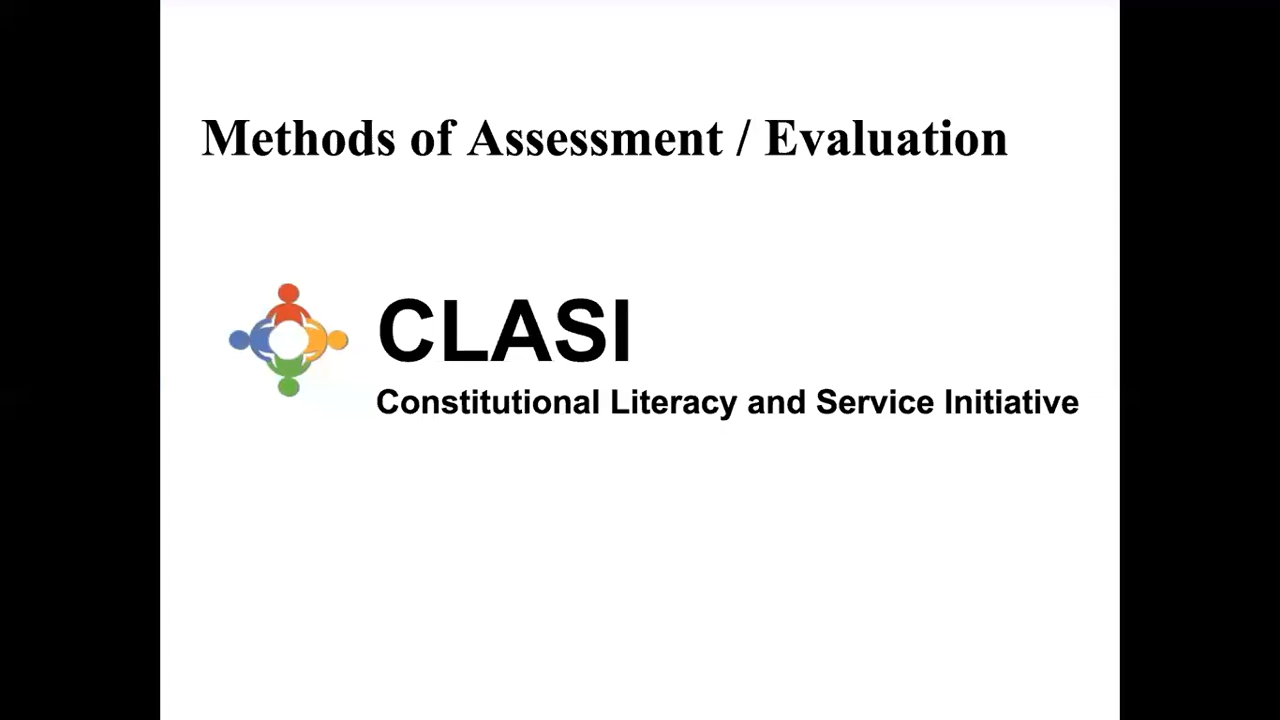 Methods of Assessment / Evaluation
CLASI
Constitutional Literacy and Service Initiative